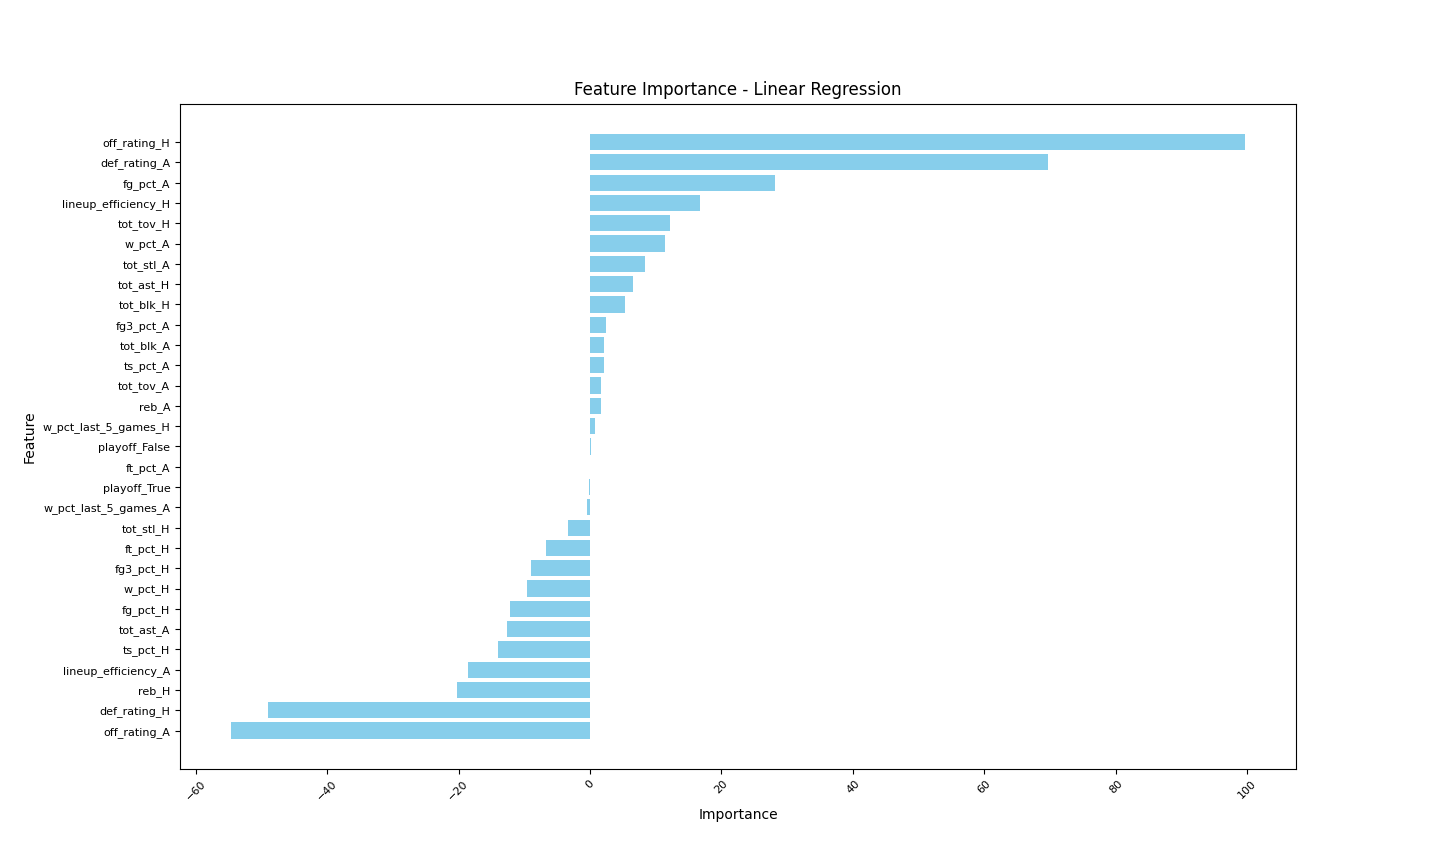 Feature Importance - Linear Regression
off_rating_H
def_rating_A
fg_pct_A
lineup_efficiency_H
tot_tov_H
w_pct_A
tot_stl_A
tot_ast_H
tot_blk_H
fg3_pct_A
tot_blk_A
ts_pct_A
tot_tov_A
reb_A
w_pct_last_5_games_H
playoff_False
ft_pct_A
playoff_True
w_pct_last_5_games_A
tot_stl_H
ft_pct_H
fg3_pct_H
w_pct_H
fg_pct_H
tot_ast_A
ts_pct_H
lineup_efficiency_A
reb_H
def_rating_H
off_rating_A
Feature
−60 −40 −20 0 20 40 60 80 100
Importance